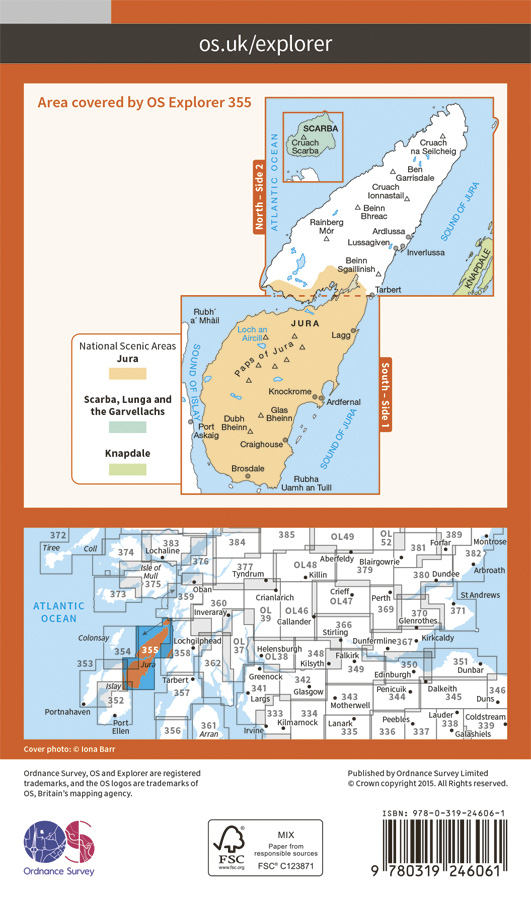 os.uk/explorer
Area covered by OS Explorer 355
North – Side 2
ATLANTIC OCEAN
SCARBA
Cruach
Scarba
Cruach
na Seilcheig
Ben
Garrisdale
Cruach
Ionnastail
Beinn
Bhreac
Rainberg
Mór
Ardlussa
Lussagiven
Inverlussa
SOUND OF JURA
KNAPDALE
Beinn
Sgaillinish
Tarbert
Rubh'
a' Mhàil
JURA
Loch an
Aircill
Lagg
Paps of Jura
SOUND OF ISLAY
South – Side 1
Knockrome
Ardfernal
Glas
Bheinn
Dubh
Bheinn
Port
Askaig
Craighouse
SOUND OF JURA
Brosdale
Rubha
Uamh an Tuill
National Scenic Areas
Jura
Scarba, Lunga and
the Garvellachs
Knapdale
372
Tiree
Coll
374
383
Lochaline
384
385
OL49
OL
52
381
389
Forfar
Montrose
382
Isle of
Mull
375
376
377
Tyndrum
OL48
Killin
Aberfeldy
379
Blairgowrie
380
Dundee
Arbroath
373
359
Oban
Crianlarich
Crieff
OL47
Perth
369
St Andrews
371
ATLANTIC
OCEAN
360
Inveraray
OL
39
OL46
Callander
366
Stirling
370
Glenrothes
Colonsay
354
355
Jura
Lochgilphead
358
OL
37
Helensburgh
OL38
348
Kilsyth
Falkirk
349
Dunfermline
367
Kirkcaldy
353
Islay
352
Tarbert
357
362
Greenock
341
Largs
342
Glasgow
343
Motherwell
Edinburgh
350
Penicuik
344
Dalkeith
345
351
Dunbar
346
Duns
Portnahaven
Port
Ellen
356
361
Arran
Irvine
333
334
Kilmarnock
Lanark
335
336
Peebles
337
Lauder
338
Galashiels
Coldstream
339
Cover photo: © Iona Barr
Ordnance Survey, OS and Explorer are registered
trademarks, and the OS logos are trademarks of
OS, Britain's mapping agency.
Published by Ordnance Survey Limited
© Crown copyright 2015. All Rights reserved.
OS
Ordnance Survey
FSC
www.fsc.org
MIX
Paper from
responsible sources
FSC® C123871
ISBN: 978-0-319-24606-1
9 780319 246061